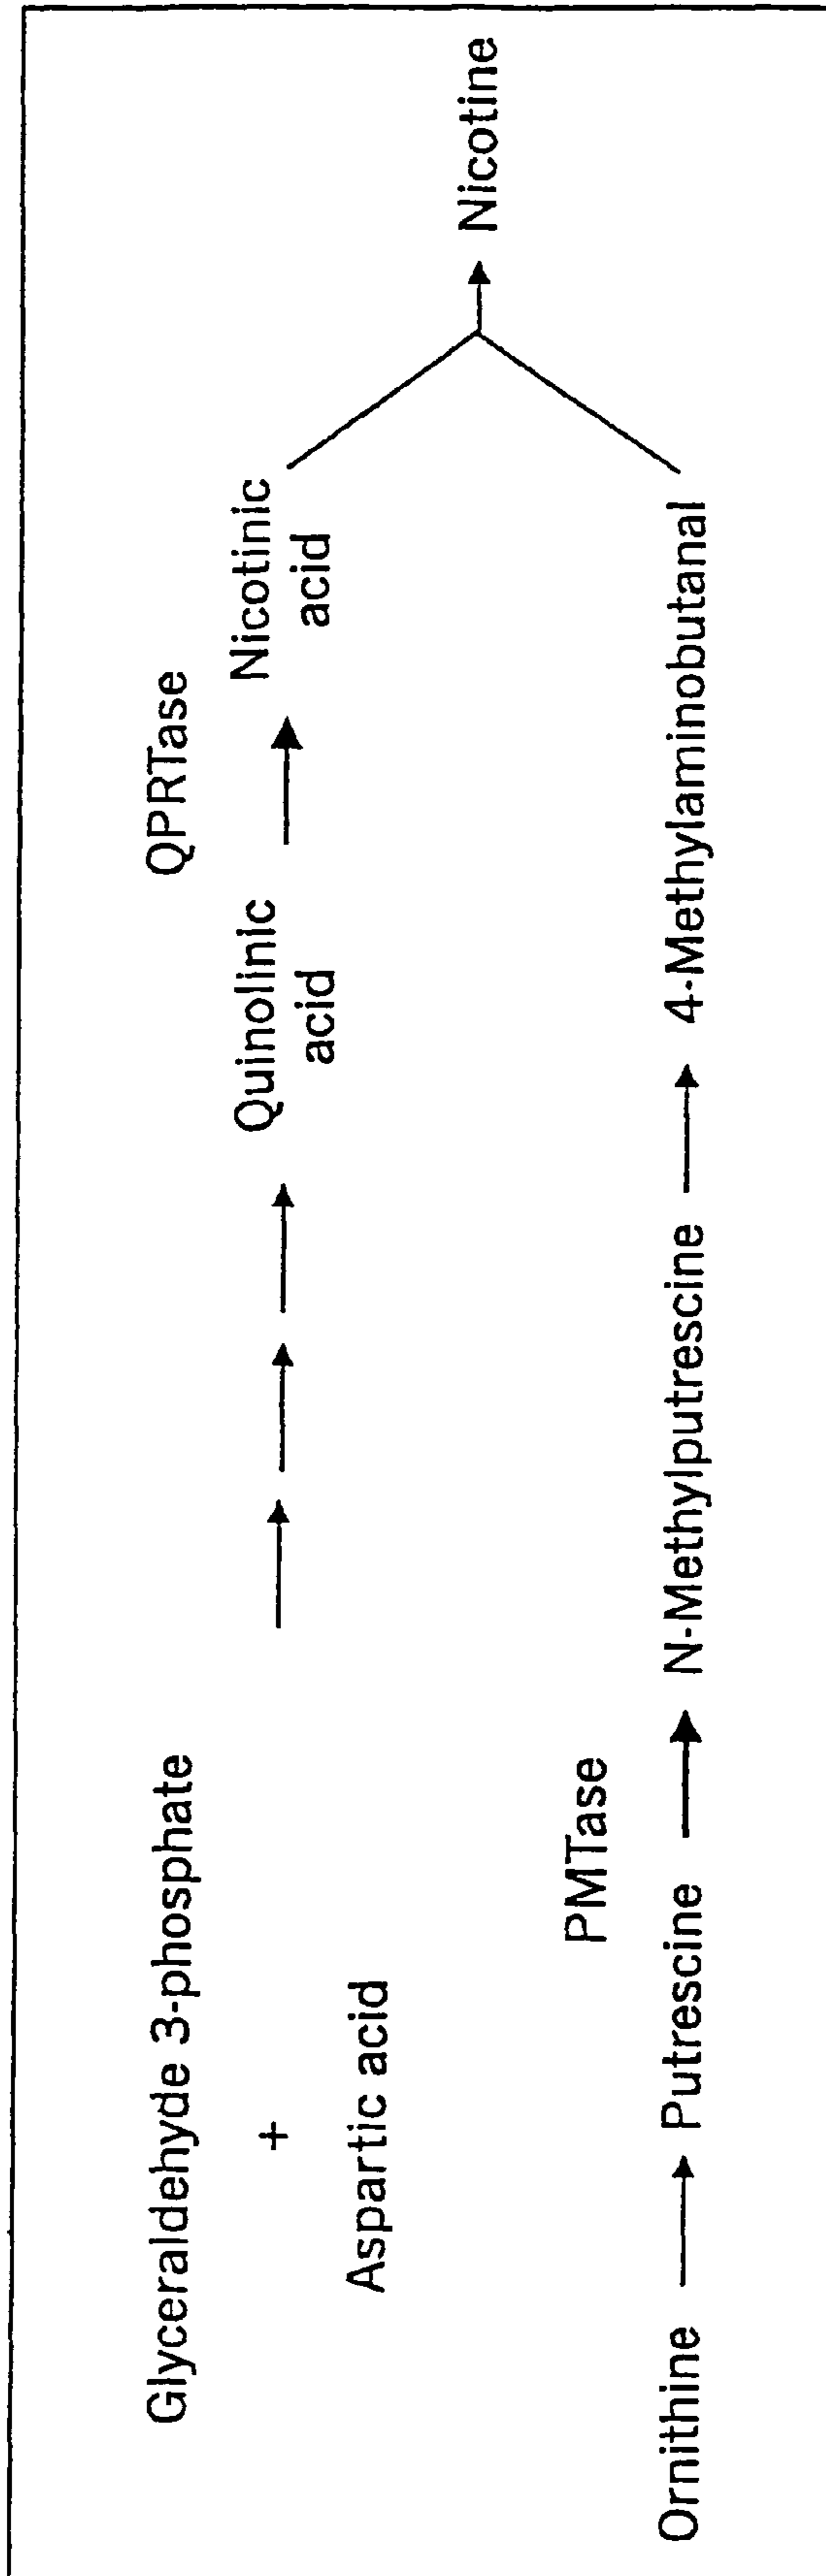 Glyceraldehyde 3-phosphate
+
Aspartic acid
Quinolinic
acid
QPRTase
Nicotinic
acid
Nicotine
Ornithine
Putrescine
PMTase
N-Methylputrescine
4-Methylaminobutanal